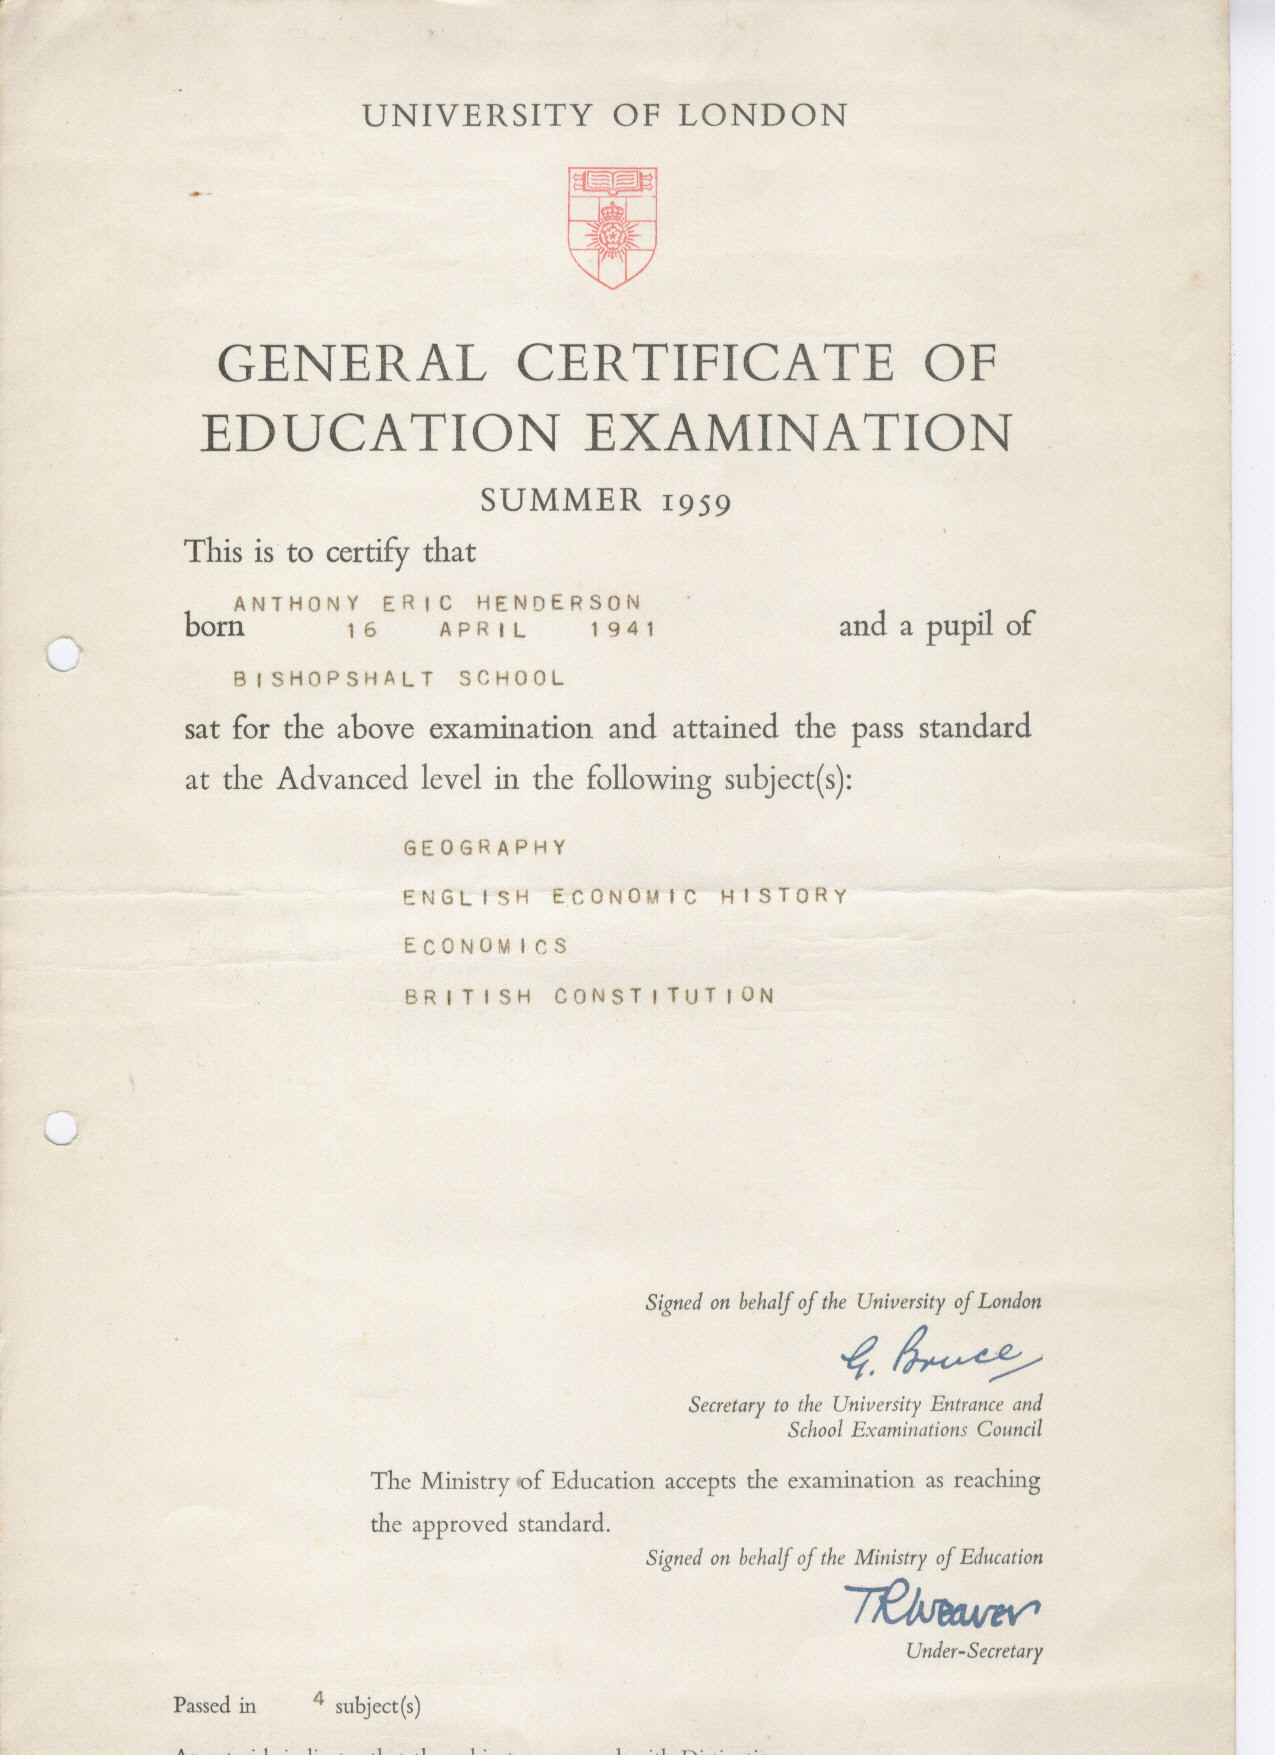 UNIVERSITY OF LONDON
GENERAL CERTIFICATE OF
EDUCATION EXAMINATION
SUMMER 1959
This is to certify that
ANTHONY ERIC HENDERSON
born 16 APRIL 1941 and a pupil of
BISHOPSHALT SCHOOL
sat for the above examination and attained the pass standard
at the Advanced level in the following subject(s):
GEOGRAPHY
ENGLISH ECONOMIC HISTORY
ECONOMICS
BRITISH CONSTITUTION
Signed on behalf of the University of London
G. Bruce
Secretary to the University Entrance and
School Examinations Council
The Ministry of Education accepts the examination as reaching
the approved standard.
Signed on behalf of the Ministry of Education
TRWeaver
Under-Secretary
Passed in 4 subject(s)